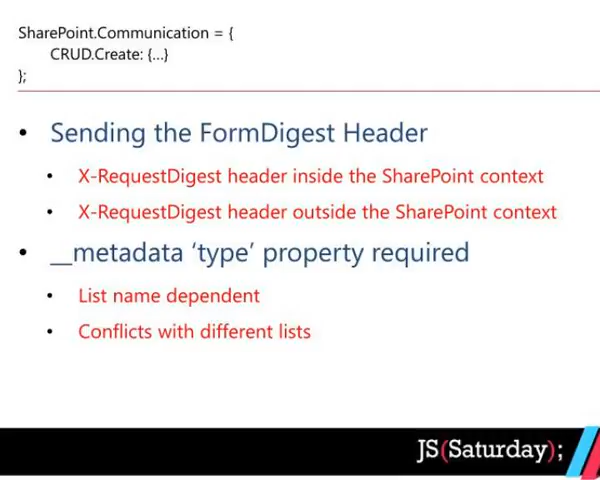 SharePoint.Communication = {
CRUD.Create: {…}
};
• Sending the FormDigest Header
• X-RequestDigest header inside the SharePoint context
• X-RequestDigest header outside the SharePoint context
• __metadata ‘type’ property required
• List name dependent
• Conflicts with different lists
JS(Saturday);